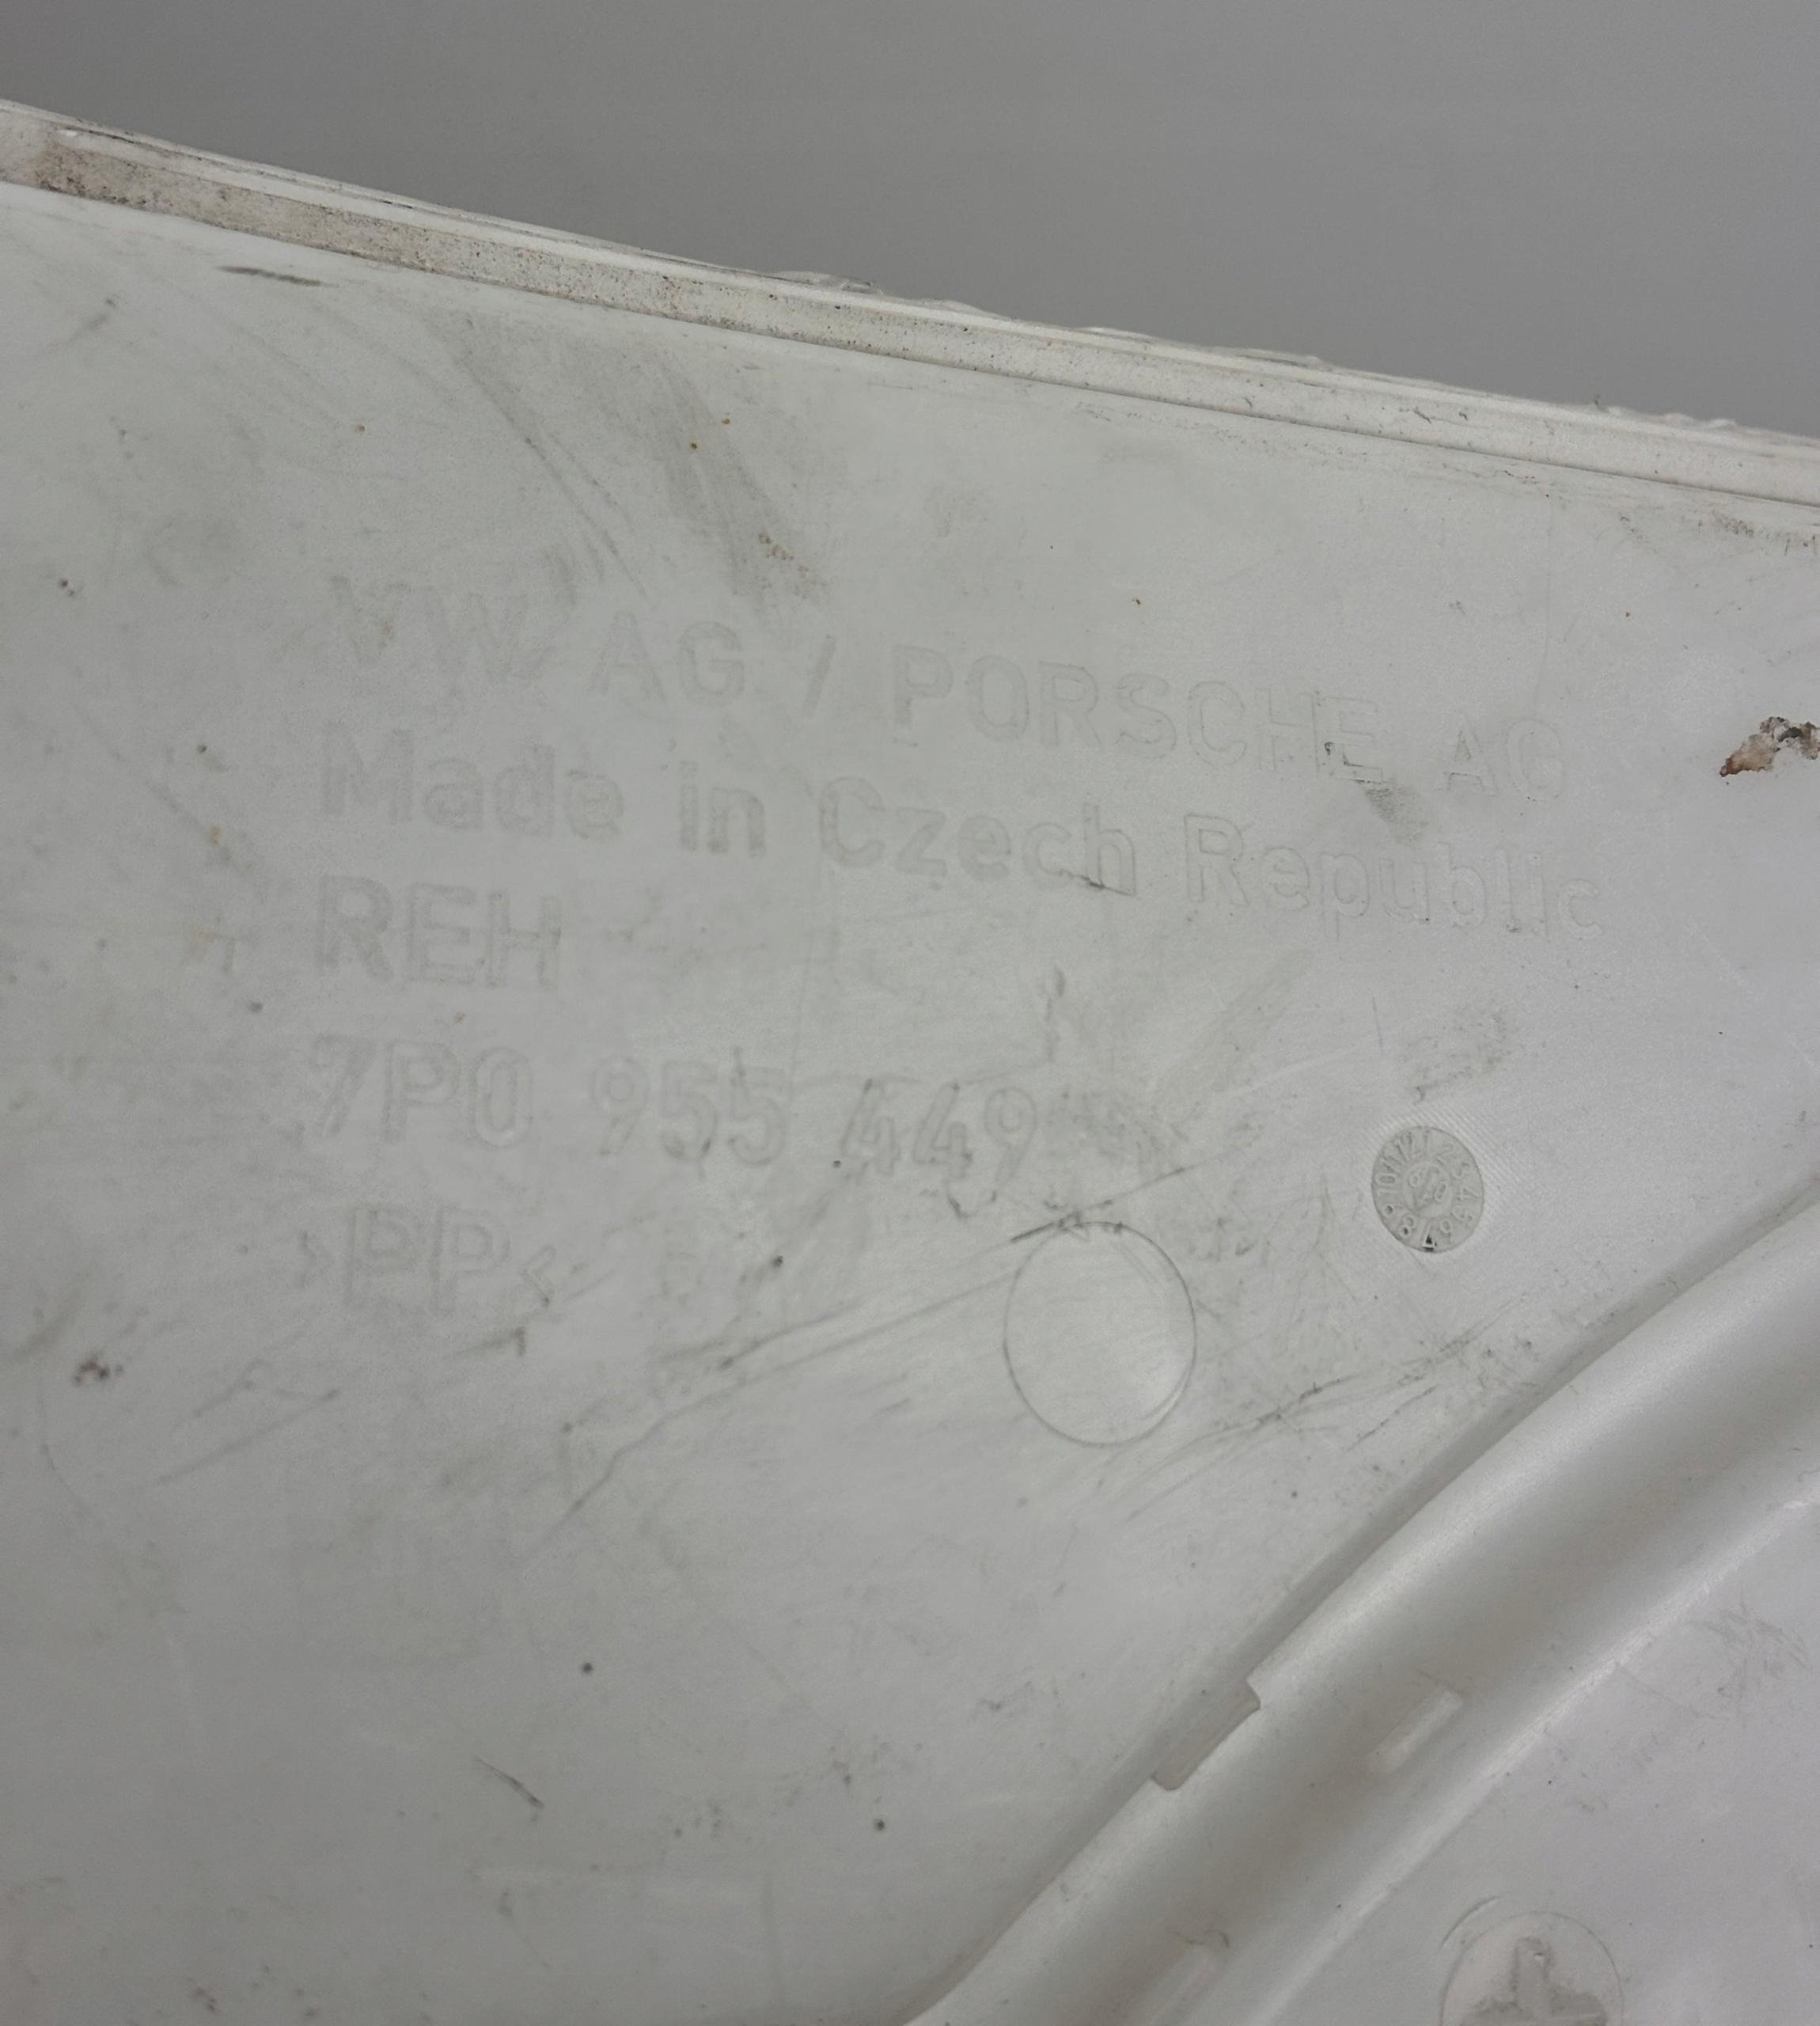 VW AG / PORSCHE AG
Made in Czech Republic
REH
7P0 955 449
>PP<